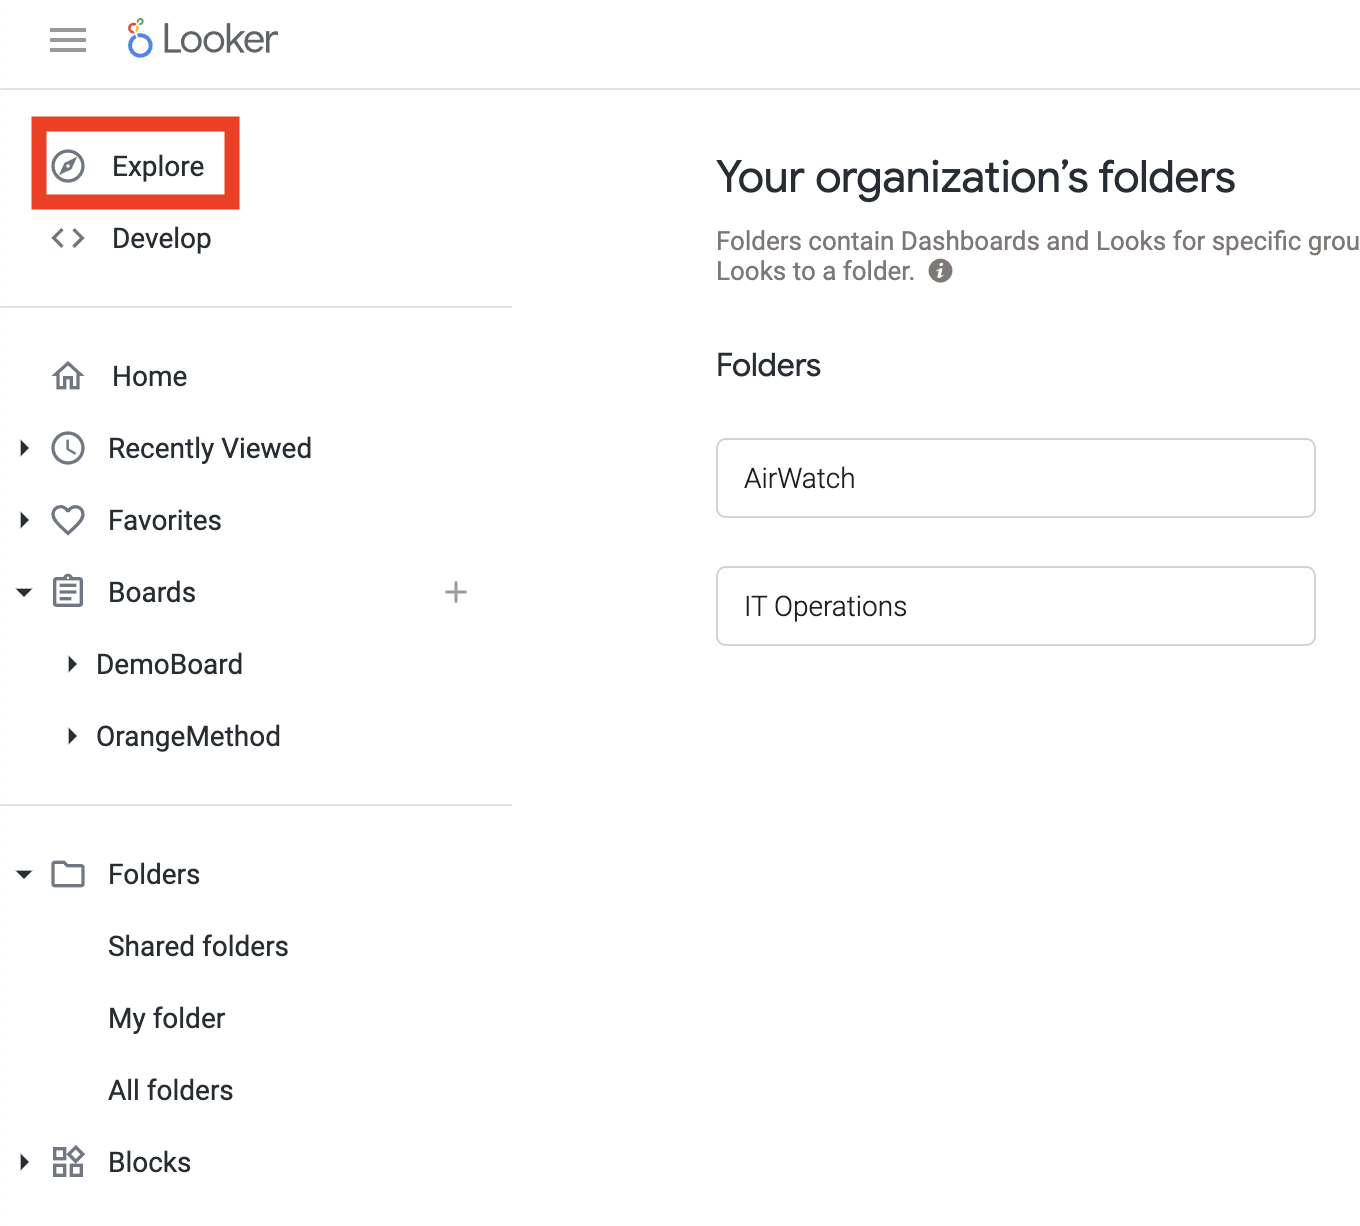 Looker
Explore
Develop
Home
Recently Viewed
Favorites
Boards
DemoBoard
OrangeMethod
Folders
Shared folders
My folder
All folders
Blocks
Your organization's folders
Folders contain Dashboards and Looks for specific grou
Looks to a folder.
Folders
AirWatch
IT Operations